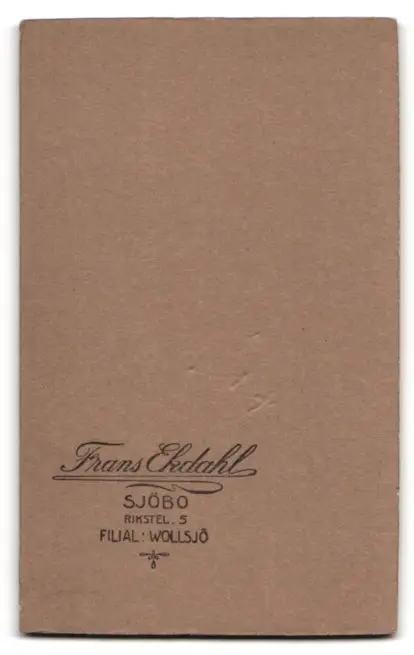 Frans Ekdahl
SJÖBO
RIKSTEL. 5
FILIAL: WOLLSJÖ